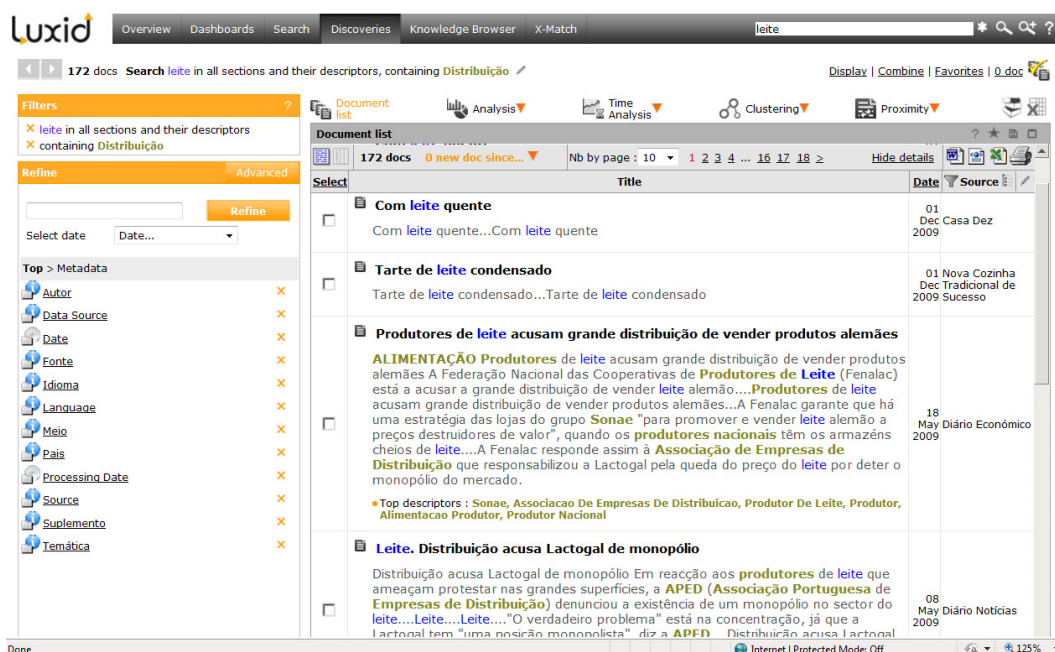 Luxid
Overview Dashboards Search Discoveries Knowledge Browser X-Match leite
172 docs Search leite in all sections and their descriptors, containing Distribuição
Display | Combine | Favorites | 0 doc
Filters ?
× leite in all sections and their descriptors
× containing Distribuição
Refine Advanced
Refine
Select date Date...
Top > Metadata
Autor ×
Data Source ×
Date ×
Fonte ×
Idioma ×
Language ×
Meio ×
Pais ×
Processing Date ×
Source ×
Suplemento ×
Temática ×
Document list
Analysis
Time Analysis
Clustering
Proximity
Document list
172 docs 0 new doc since... Nb by page : 10 1 2 3 4 ... 16 17 18 > Hide details
Select Title Date Source
Com leite quente
Com leite quente...Com leite quente
01
Dec
2009
Casa Dez
Tarte de leite condensado
Tarte de leite condensado...Tarte de leite condensado
01
Dec
2009
Nova Cozinha
Tradicional de
Sucesso
Produtores de leite acusam grande distribuição de vender produtos alemães
ALIMENTAÇÃO Produtores de leite acusam grande distribuição de vender produtos
alemães A Federação Nacional das Cooperativas de Produtores de Leite (Fenalac)
está a acusar a grande distribuição de vender leite alemão....Produtores de leite
acusam grande distribuição de vender produtos alemães...A Fenalac garante que há
uma estratégia das lojas do grupo Sonae "para promover e vender leite alemão a
preços destruidores de valor", quando os produtores nacionais têm os armazéns
cheios de leite....A Fenalac responde assim à Associação de Empresas de
Distribuição que responsabilizou a Lactogal pela queda do preço do leite por deter o
monopólio do mercado.
Top descriptors : Sonae, Associacao De Empresas De Distribuicao, Produtor De Leite, Produtor,
Alimentacao Produtor, Produtor Nacional
18
May
2009
Diário Económico
Leite. Distribuição acusa Lactogal de monopólio
Distribuição acusa Lactogal de monopólio Em reacção aos produtores de leite que
ameaçam protestar nas grandes superfícies, a APED (Associação Portuguesa de
Empresas de Distribuição) denunciou a existência de um monopólio no sector do
leite....Leite....Leite...."O verdadeiro problema" está na concentração, já que a
Lactogal tem "uma posição monopolista", diz a APED....Distribuição acusa Lactogal
08
May
2009
Diário Notícias
Done Internet | Protected Mode: Off 125%